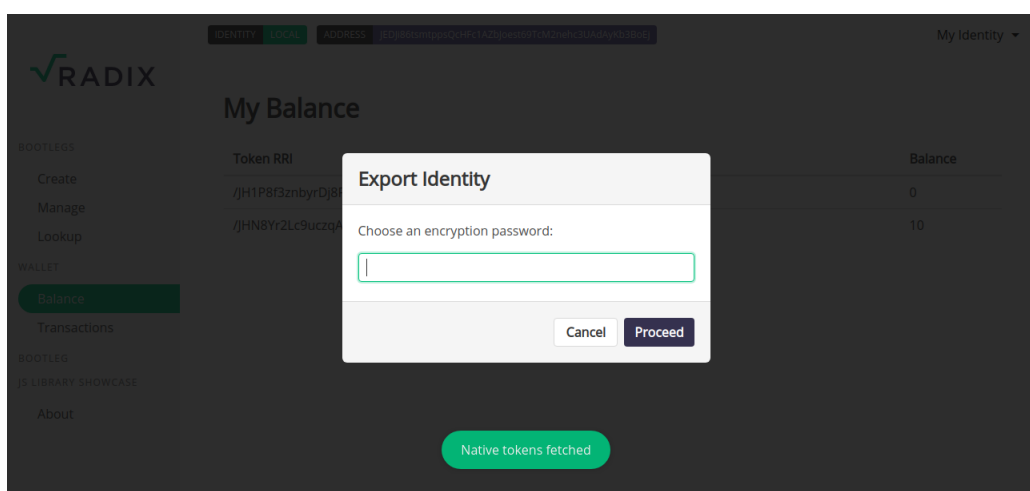 IDENTITY LOCAL ADDRESS
My Identity
RADIX
My Balance
BOOTLEGS
Create
Manage
Lookup
WALLET
Balance
Transactions
BOOTLEG
JS LIBRARY SHOWCASE
About
Token RRI Balance
/JH1P8f3znbyrDj8 0
/JHN8Yr2Lc9uczqA 10
Export Identity
Choose an encryption password:
Cancel Proceed
Native tokens fetched